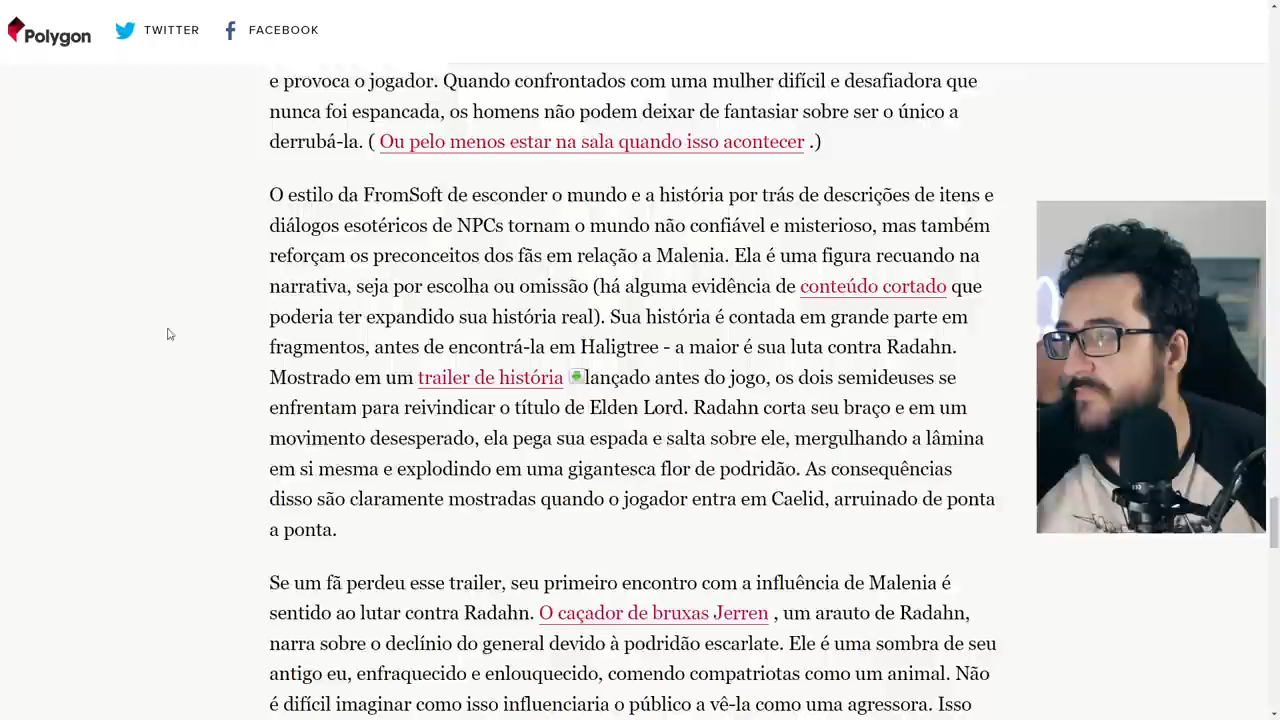 Polygon TWITTER FACEBOOK
e provoca o jogador. Quando confrontados com uma mulher difícil e desafiadora que
nunca foi espancada, os homens não podem deixar de fantasiar sobre ser o único a
derrubá-la. ( Ou pelo menos estar na sala quando isso acontecer .)
O estilo da FromSoft de esconder o mundo e a história por trás de descrições de itens e
diálogos esotéricos de NPCs tornam o mundo não confiável e misterioso, mas também
reforçam os preconceitos dos fãs em relação a Malenia. Ela é uma figura recuando na
narrativa, seja por escolha ou omissão (há alguma evidência de conteúdo cortado que
poderia ter expandido sua história real). Sua história é contada em grande parte em
fragmentos, antes de encontrá-la em Haligtree - a maior é sua luta contra Radahn.
Mostrado em um trailer de história lançado antes do jogo, os dois semideuses se
enfrentam para reivindicar o título de Elden Lord. Radahn corta seu braço e em um
movimento desesperado, ela pega sua espada e salta sobre ele, mergulhando a lâmina
em si mesma e explodindo em uma gigantesca flor de podridão. As consequências
disso são claramente mostradas quando o jogador entra em Caelid, arruinado de ponta
a ponta.
Se um fã perdeu esse trailer, seu primeiro encontro com a influência de Malenia é
sentido ao lutar contra Radahn. O caçador de bruxas Jerren , um arauto de Radahn,
narra sobre o declínio do general devido à podridão escarlate. Ele é uma sombra de seu
antigo eu, enfraquecido e enlouquecido, comendo compatriotas como um animal. Não
é difícil imaginar como isso influenciaria o público a vê-la como uma agressora. Isso